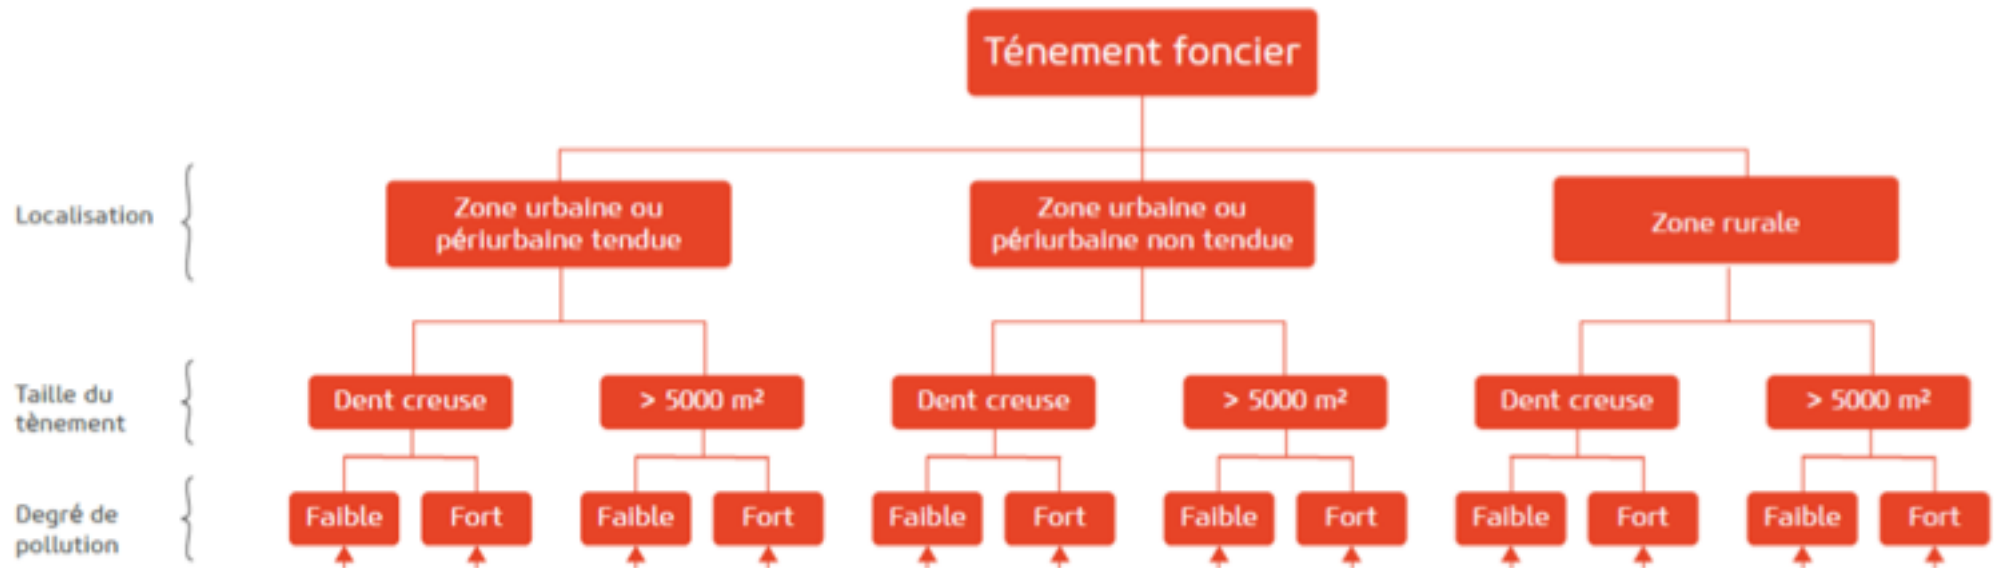 Ténement foncier
Localisation
Zone urbaine ou
périurbaine tendue
Zone urbaine ou
périurbaine non tendue
Zone rurale
Taille du
tènement
Dent creuse
> 5000 m²
Dent creuse
> 5000 m²
Dent creuse
> 5000 m²
Degré de
pollution
Faible
Fort
Faible
Fort
Faible
Fort
Faible
Fort
Faible
Fort
Faible
Fort